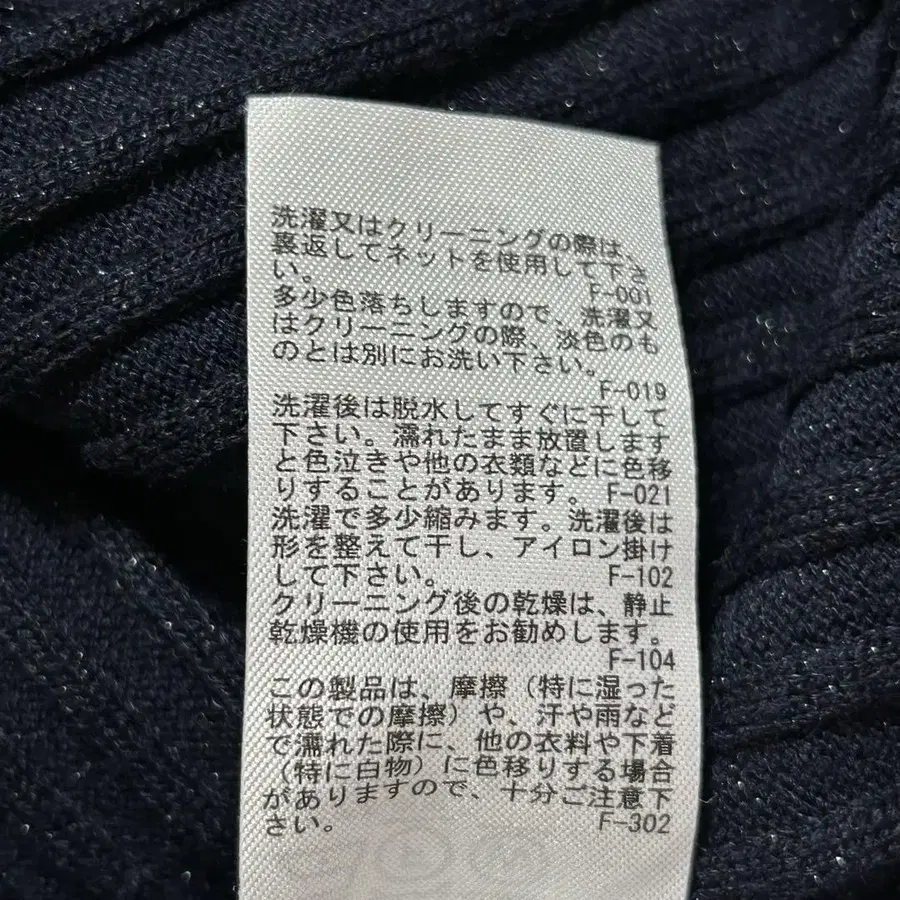 洗濯又はクリーニングの際は、
裏返してネットを使用して下さ
い。 F-001
多少色落ちしますので、洗濯又
はクリーニングの際、淡色のも
のとは別にお洗い下さい。
F-019
洗濯後は脱水してすぐに干して
下さい。濡れたまま放置します
と色泣きや他の衣類などに色移
りすることがあります。 F-021
洗濯で多少縮みます。洗濯後は
形を整えて干し、アイロン掛け
して下さい。 F-102
クリーニング後の乾燥は、静止
乾燥機の使用をお勧めします。
F-104
この製品は、摩擦（特に湿った
状態での摩擦）や、汗や雨など
で濡れた際に、他の衣料や下着
（特に白物）に色移りする場合
がありますので、十分ご注意下
さい。 F-302